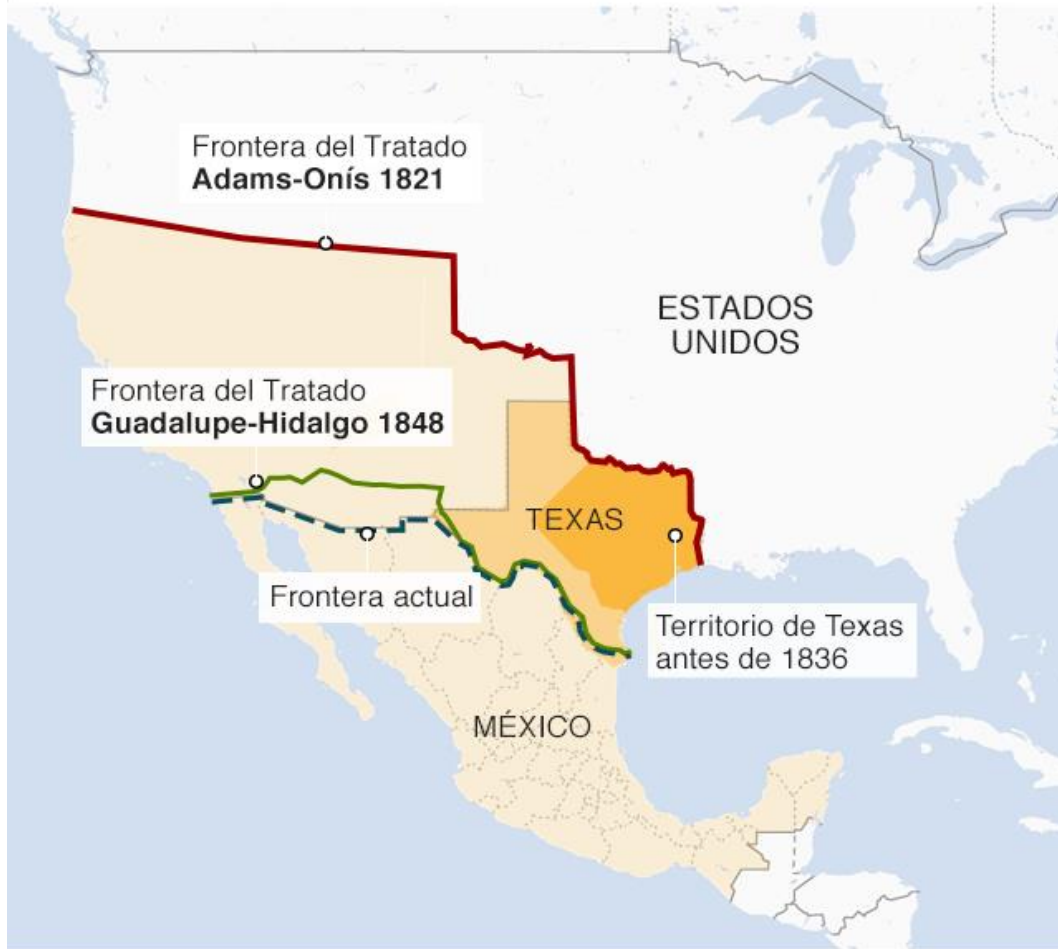 Frontera del Tratado
Adams-Onís 1821
ESTADOS
UNIDOS
Frontera del Tratado
Guadalupe-Hidalgo 1848
TEXAS
Frontera actual
Territorio de Texas
antes de 1836
MÉXICO